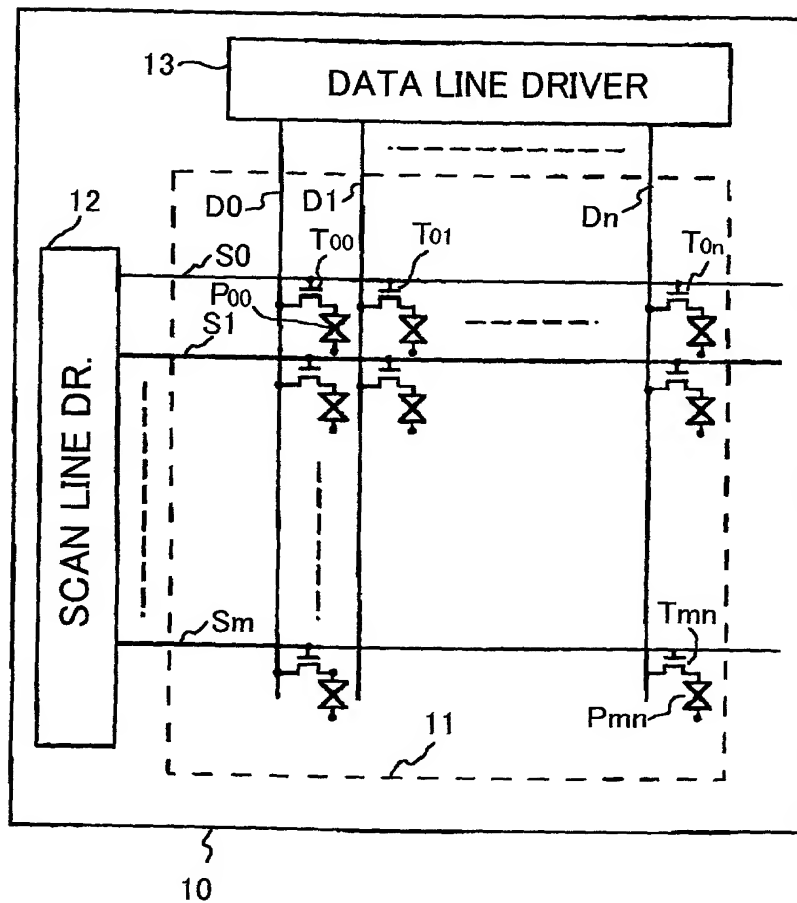 13
DATA LINE DRIVER
12
D0
D1
Dn
S0
T00
T01
T0n
P00
S1
SCAN LINE DR.
Sm
Tmn
Pmn
11
10